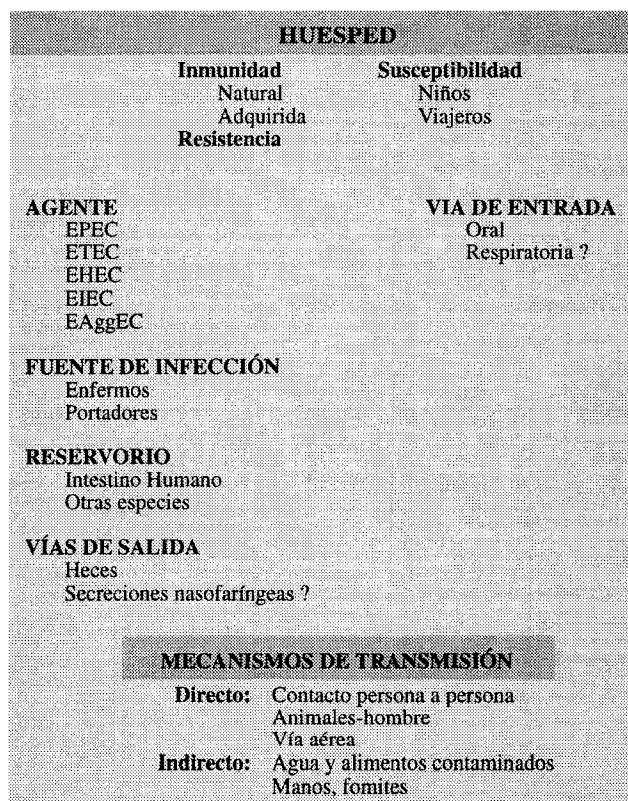 HUESPED
Inmunidad Susceptibilidad
Natural Niños
Adquirida Viajeros
Resistencia
AGENTE VIA DE ENTRADA
EPEC Oral
ETEC Respiratoria ?
EHEC
EIEC
EAggEC
FUENTE DE INFECCIÓN
Enfermos
Portadores
RESERVORIO
Intestino Humano
Otras especies
VÍAS DE SALIDA
Heces
Secreciones nasofaríngeas ?
MECANISMOS DE TRANSMISIÓN
Directo: Contacto persona a persona
Animales-hombre
Vía aérea
Indirecto: Agua y alimentos contaminados
Manos, fomites